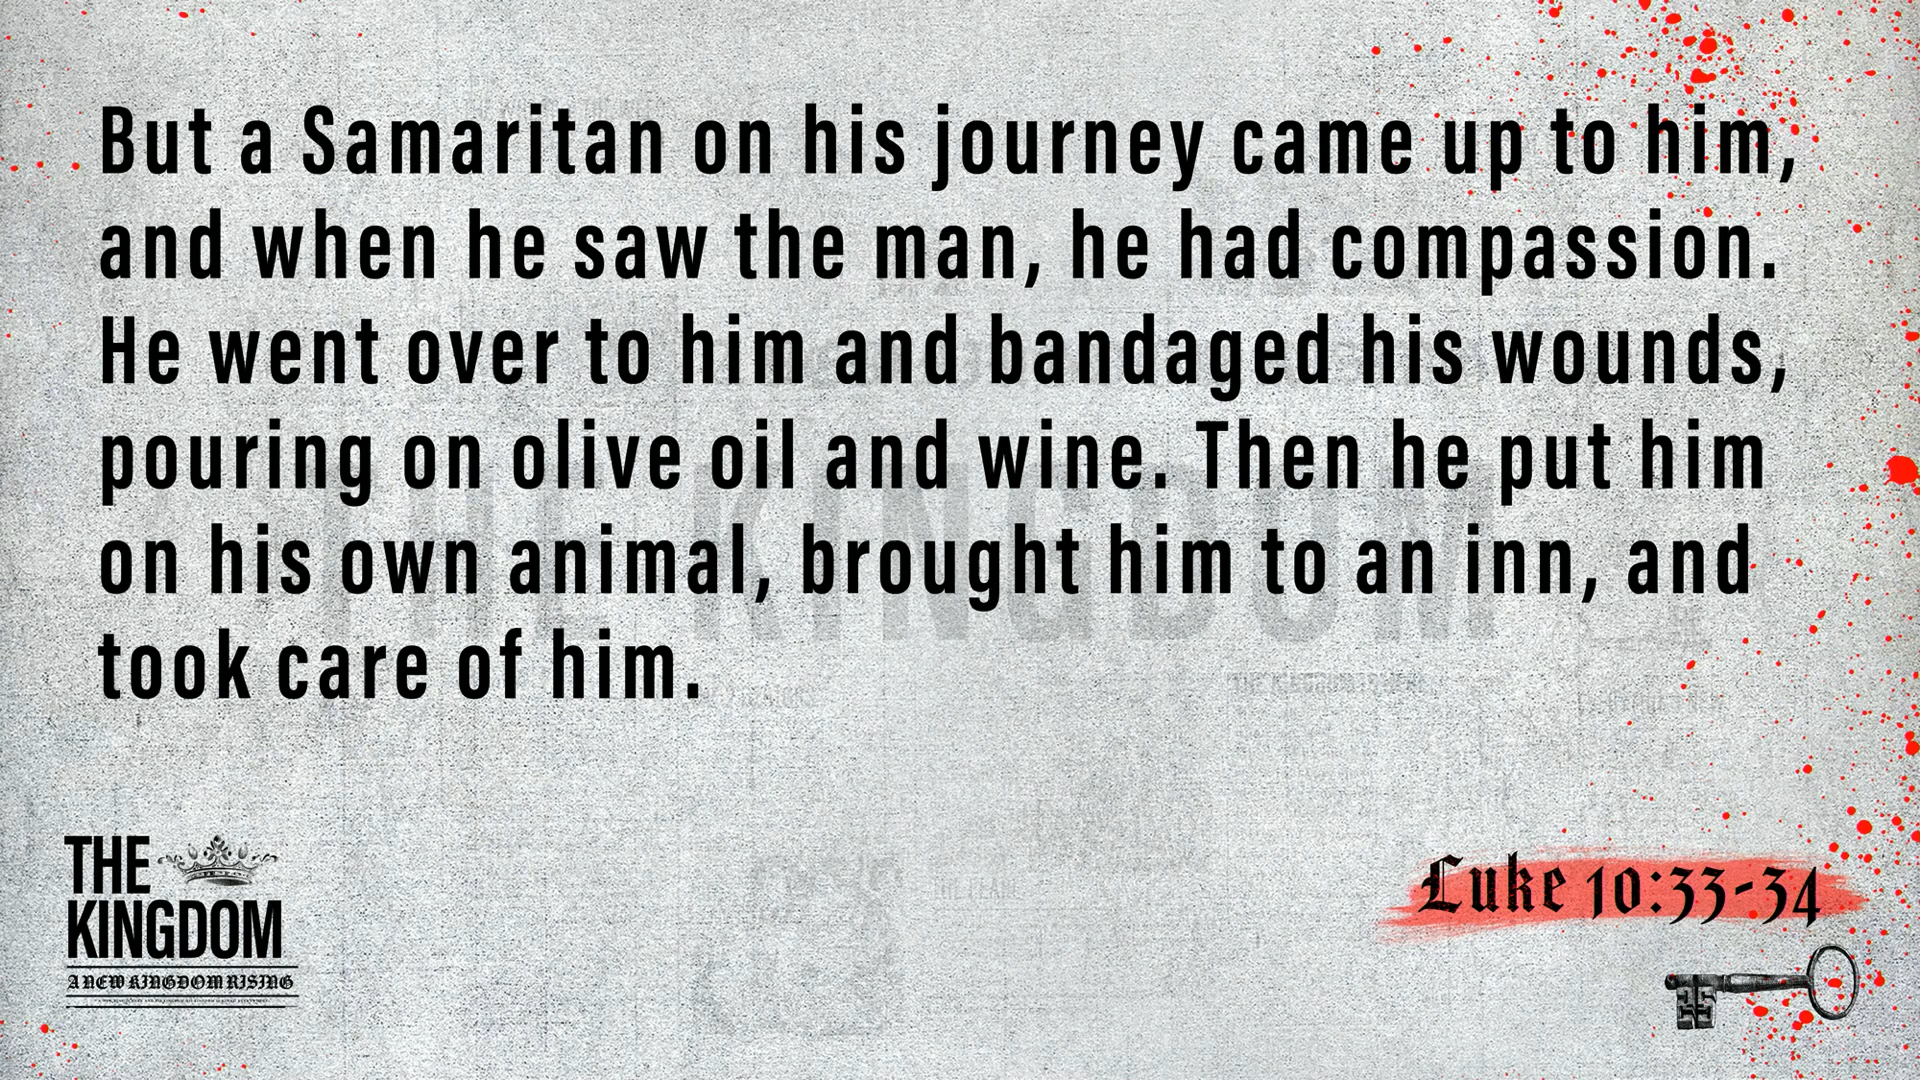 But a Samaritan on his journey came up to him,
and when he saw the man, he had compassion.
He went over to him and bandaged his wounds,
pouring on olive oil and wine. Then he put him
on his own animal, brought him to an inn, and
took care of him.
THE KINGDOM
THE
KINGDOM
A NEW KINGDOM RISING
Luke 10:33-34